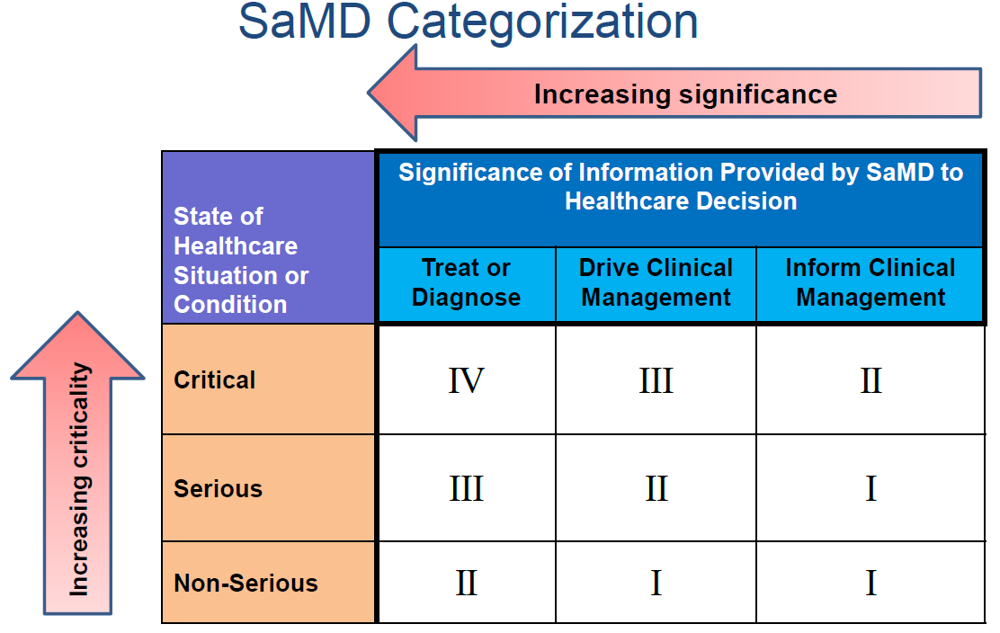 SaMD Categorization
Increasing significance
State of
Healthcare
Situation or
Condition
Significance of Information Provided by SaMD to
Healthcare Decision
Treat or
Diagnose
Drive Clinical
Management
Inform Clinical
Management
Increasing criticality
Critical
IV
III
II
Serious
III
II
I
Non-Serious
II
I
I